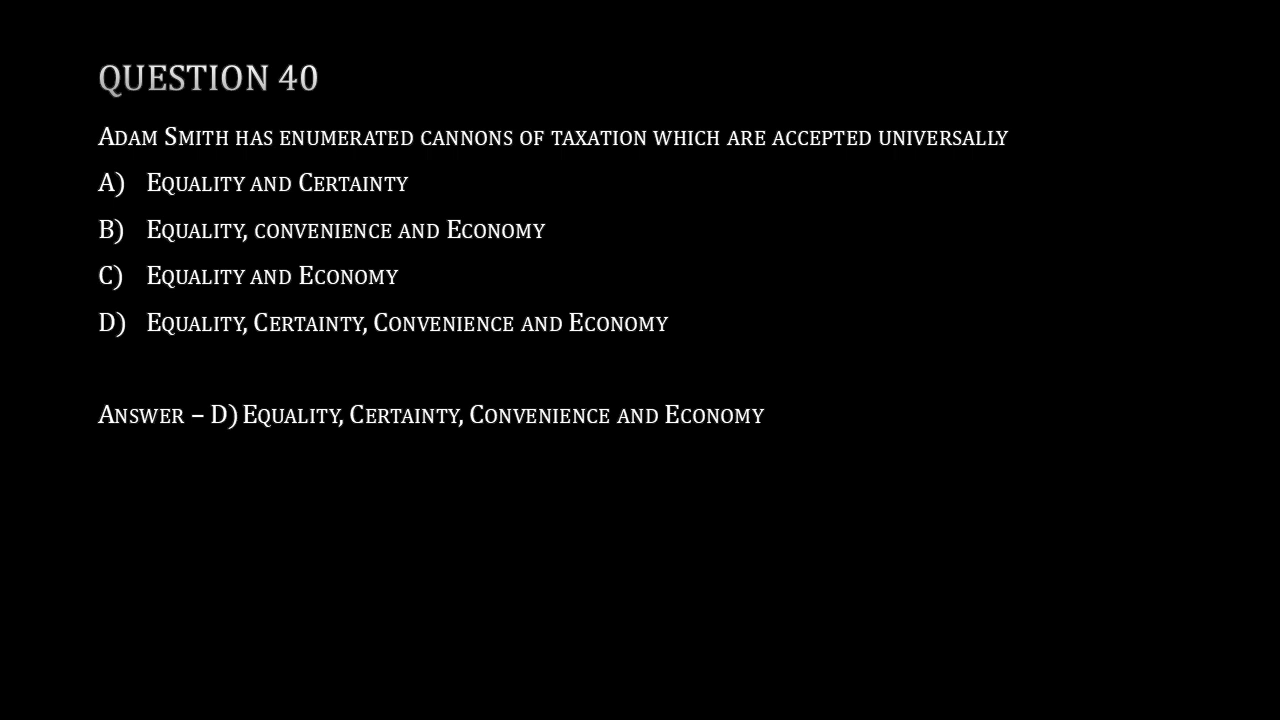 QUESTION 40
Adam Smith has enumerated cannons of taxation which are accepted universally
A) Equality and Certainty
B) Equality, convenience and Economy
C) Equality and Economy
D) Equality, Certainty, Convenience and Economy
Answer – D) Equality, Certainty, Convenience and Economy